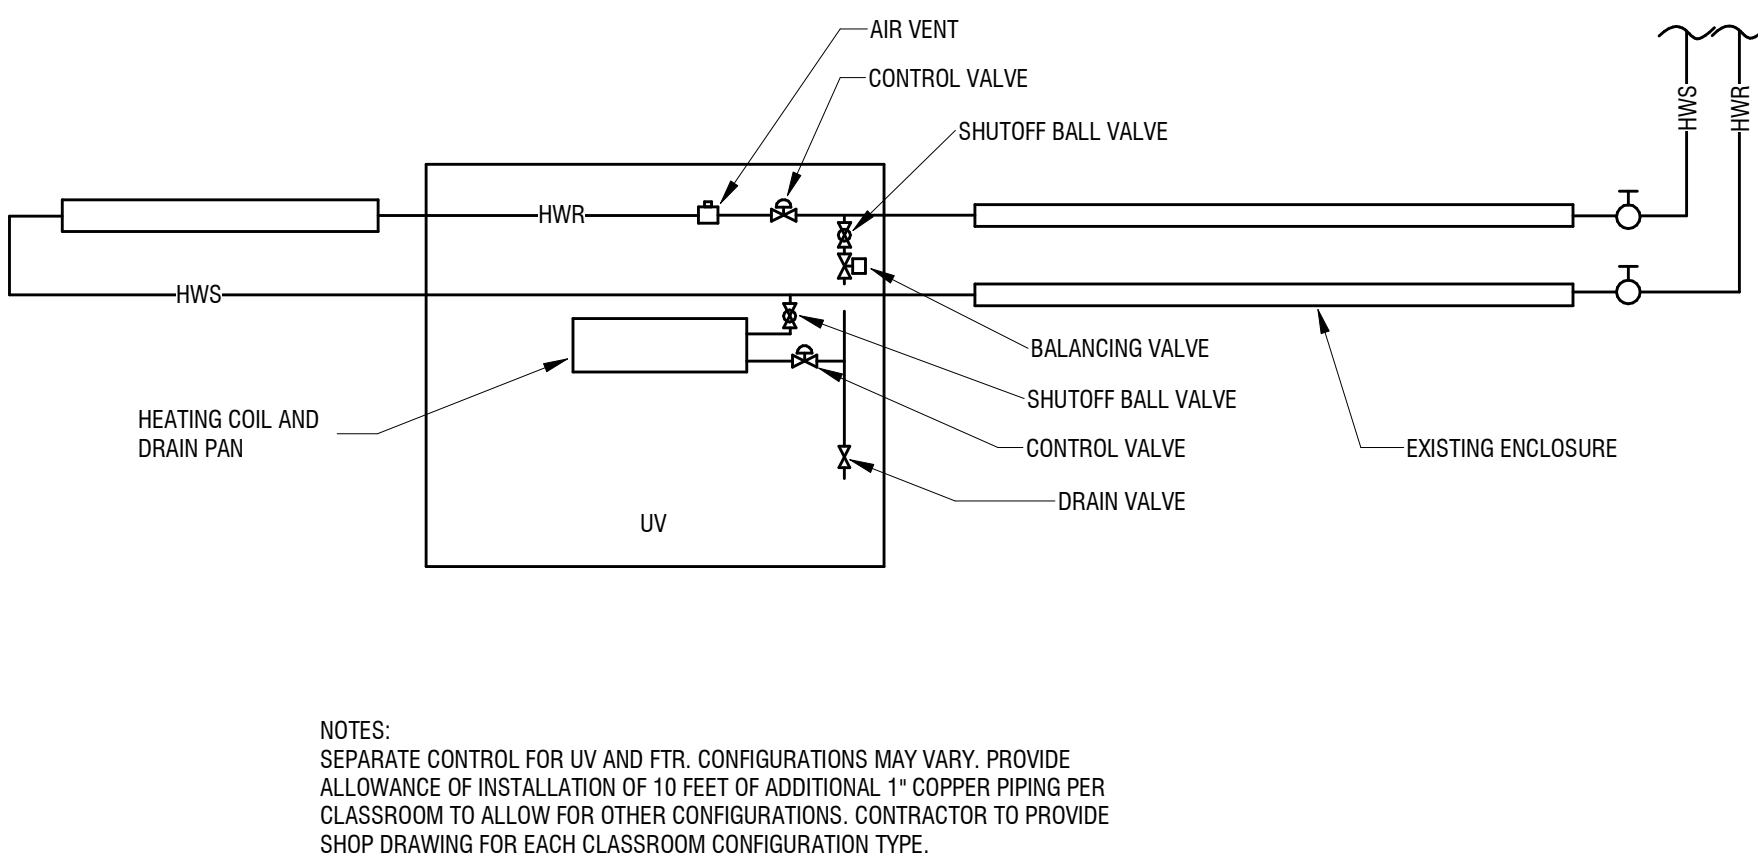 AIR VENT
CONTROL VALVE
SHUTOFF BALL VALVE
HWS
HWR
HWR
HWS
BALANCING VALVE
SHUTOFF BALL VALVE
HEATING COIL AND
DRAIN PAN
CONTROL VALVE
EXISTING ENCLOSURE
DRAIN VALVE
UV
NOTES:
SEPARATE CONTROL FOR UV AND FTR. CONFIGURATIONS MAY VARY. PROVIDE
ALLOWANCE OF INSTALLATION OF 10 FEET OF ADDITIONAL 1" COPPER PIPING PER
CLASSROOM TO ALLOW FOR OTHER CONFIGURATIONS. CONTRACTOR TO PROVIDE
SHOP DRAWING FOR EACH CLASSROOM CONFIGURATION TYPE.